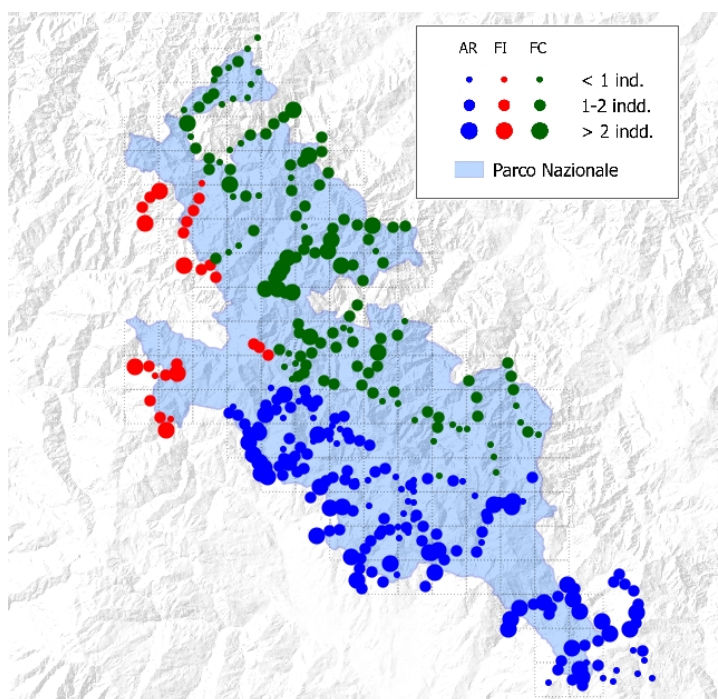 AR FI FC
< 1 ind.
1-2 indd.
> 2 indd.
Parco Nazionale